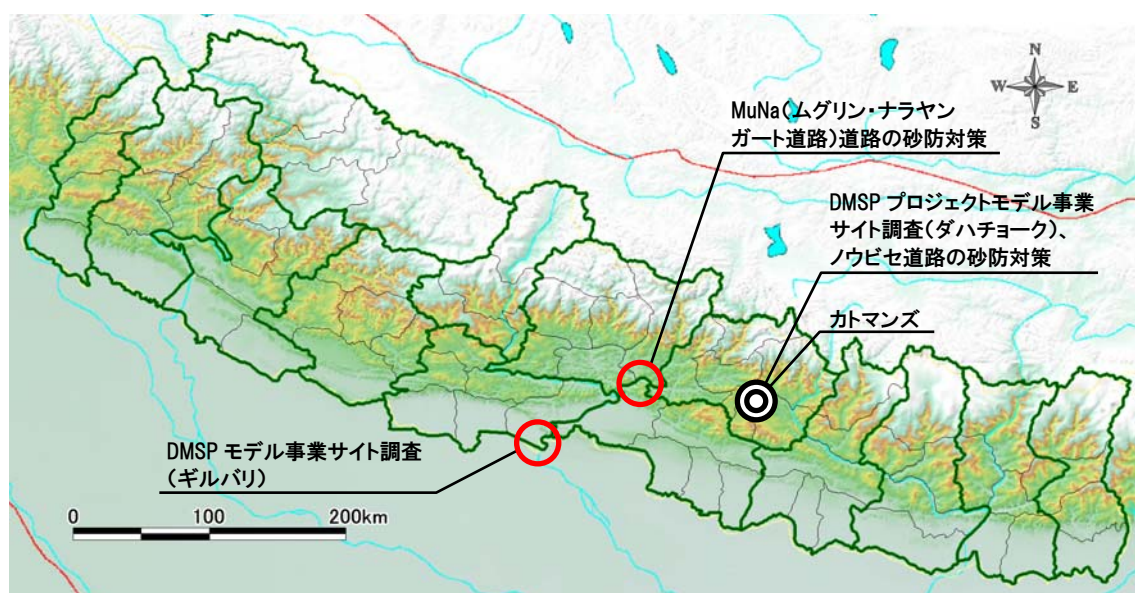 N
W
E
S
MuNa(ムグリン・ナラヤン
ガート道路)道路の砂防対策
DMSP プロジェクトモデル事業
サイト調査(ダハチョーク)、
ノウビセ道路の砂防対策
カトマンズ
DMSP モデル事業サイト調査
(ギルバリ)
0 100 200km